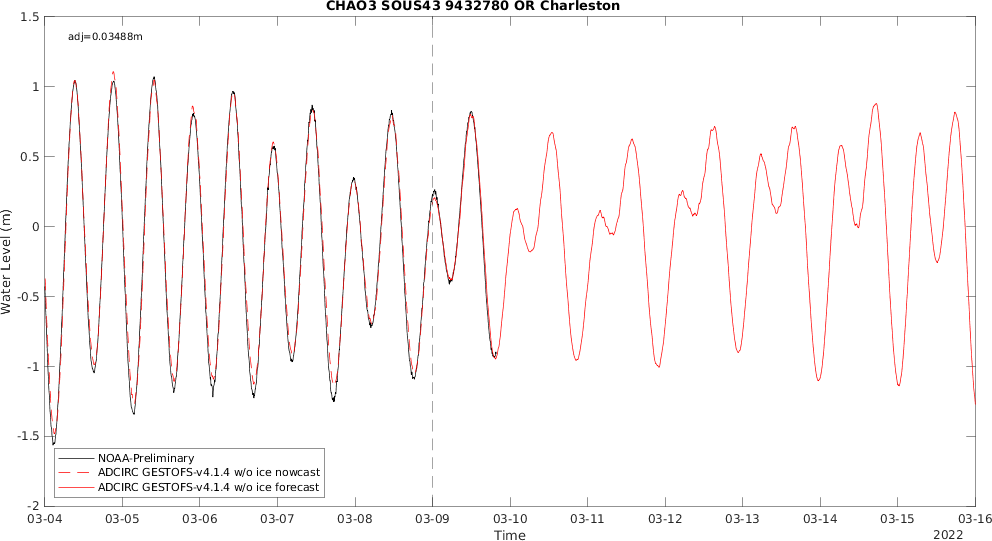 CHAO3 SOUS43 9432780 OR Charleston
adj=0.03488m
Water Level (m)
1.5
1
0.5
0
-0.5
-1
-1.5
-2
NOAA-Preliminary
ADCIRC GESTOFS-v4.1.4 w/o ice nowcast
ADCIRC GESTOFS-v4.1.4 w/o ice forecast
03-04 03-05 03-06 03-07 03-08 03-09 03-10 03-11 03-12 03-13 03-14 03-15 03-16
Time
2022